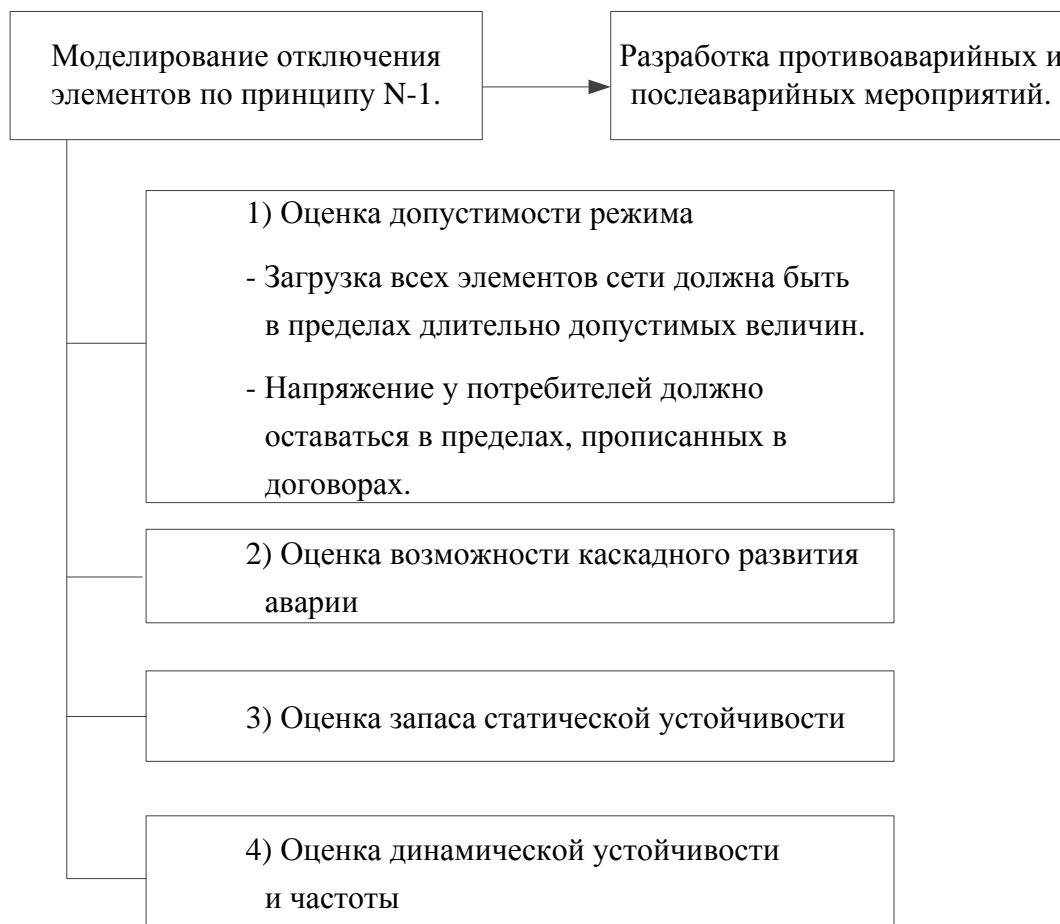 Моделирование отключения
элементов по принципу N-1.
Разработка противоаварийных и
послеаварийных мероприятий.
1) Оценка допустимости режима
- Загрузка всех элементов сети должна быть
в пределах длительно допустимых величин.
- Напряжение у потребителей должно
оставаться в пределах, прописанных в
договорах.
2) Оценка возможности каскадного развития
аварии
3) Оценка запаса статической устойчивости
4) Оценка динамической устойчивости
и частоты